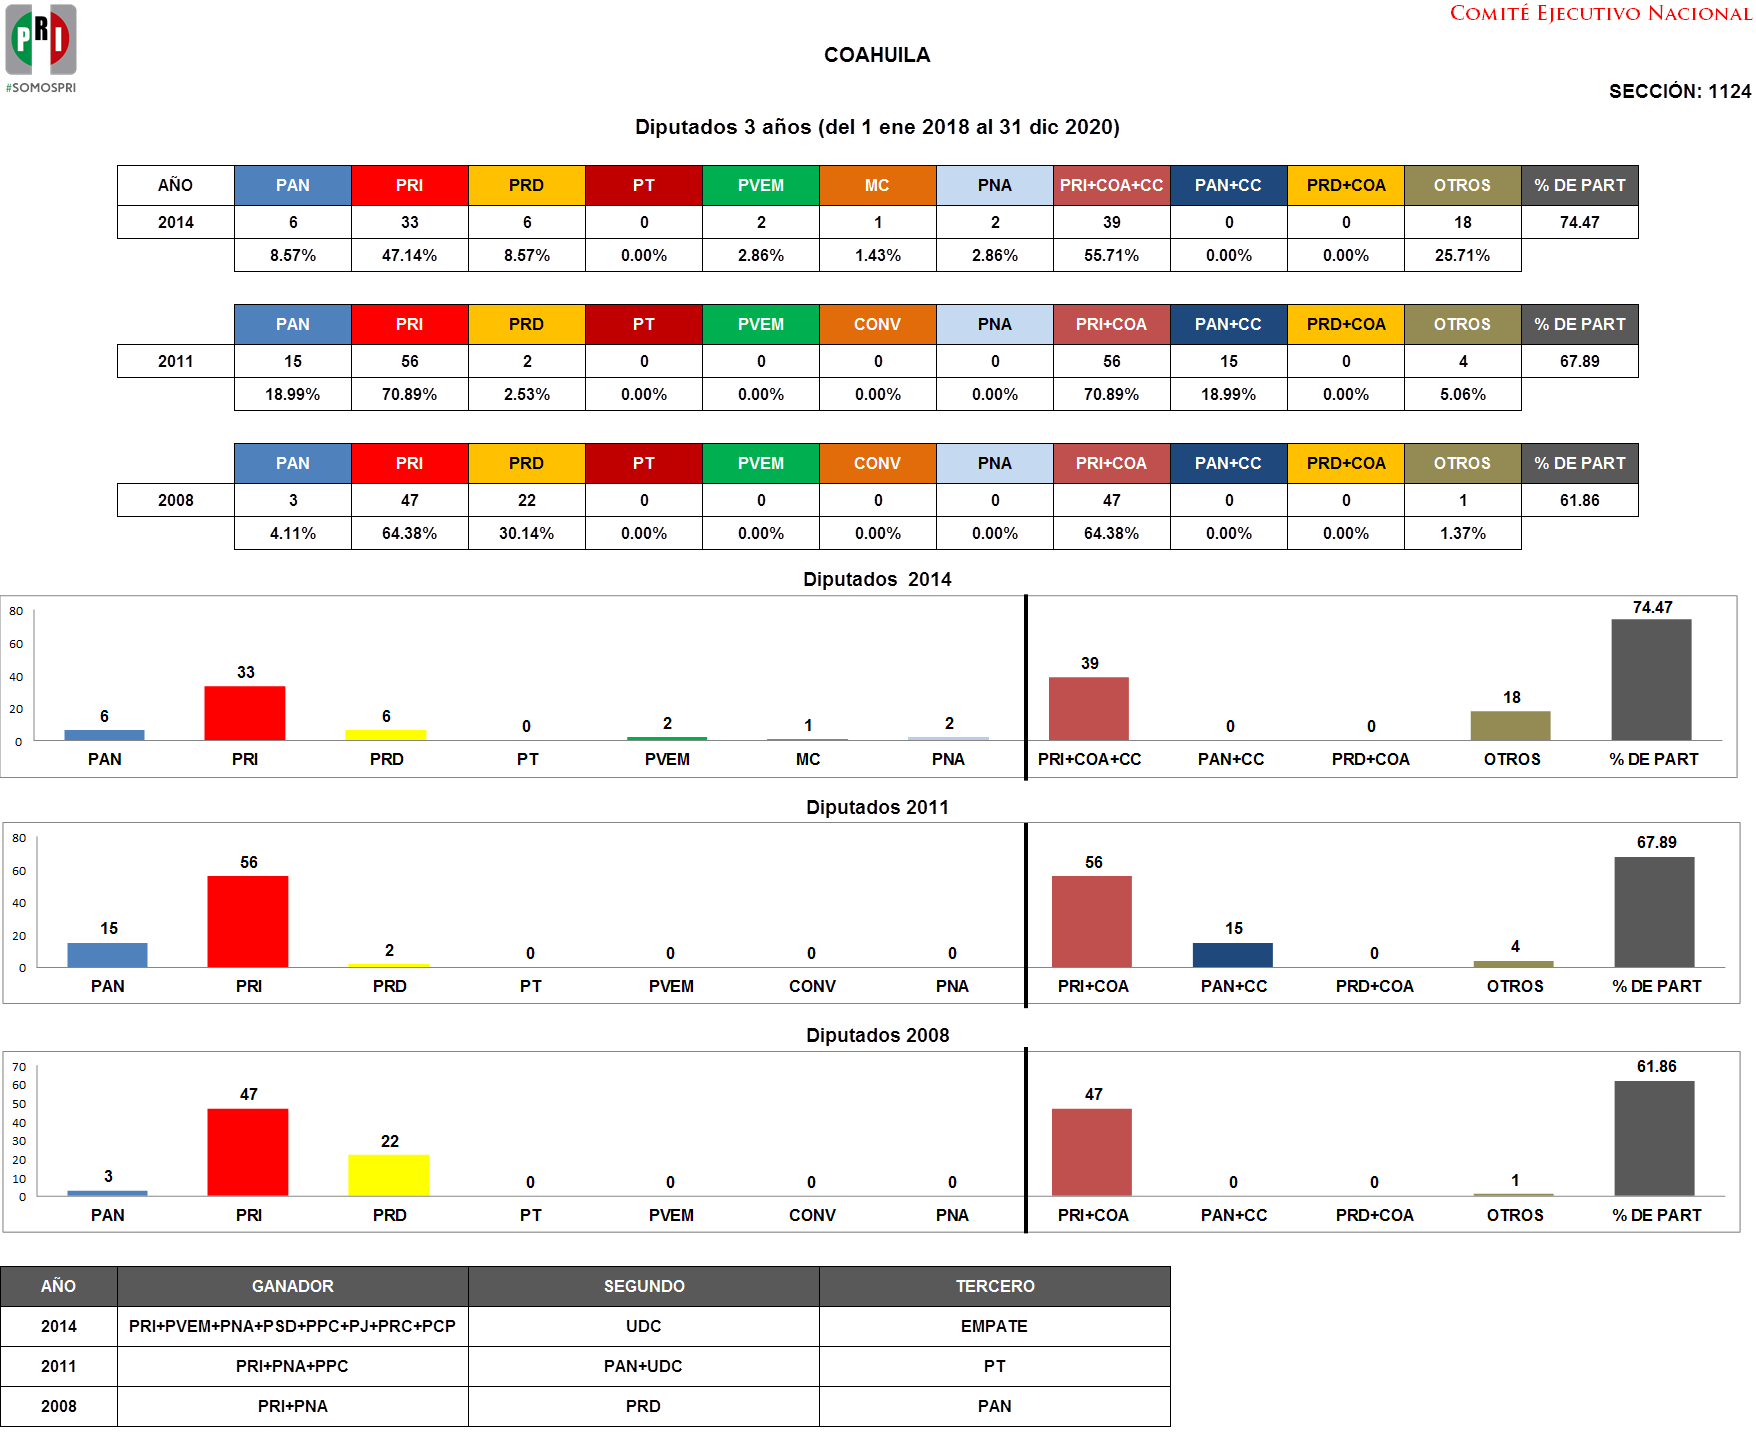 PRI
#SOMOSPRI
COMITÉ EJECUTIVO NACIONAL
COAHUILA
SECCIÓN: 1124
Diputados 3 años (del 1 ene 2018 al 31 dic 2020)
AÑO PAN PRI PRD PT PVEM MC PNA PRI+COA+CC PAN+CC PRD+COA OTROS % DE PART
2014 6 33 6 0 2 1 2 39 0 0 18 74.47
8.57% 47.14% 8.57% 0.00% 2.86% 1.43% 2.86% 55.71% 0.00% 0.00% 25.71%
PAN PRI PRD PT PVEM CONV PNA PRI+COA PAN+CC PRD+COA OTROS % DE PART
2011 15 56 2 0 0 0 0 56 15 0 4 67.89
18.99% 70.89% 2.53% 0.00% 0.00% 0.00% 0.00% 70.89% 18.99% 0.00% 5.06%
PAN PRI PRD PT PVEM CONV PNA PRI+COA PAN+CC PRD+COA OTROS % DE PART
2008 3 47 22 0 0 0 0 47 0 0 1 61.86
4.11% 64.38% 30.14% 0.00% 0.00% 0.00% 0.00% 64.38% 0.00% 0.00% 1.37%
Diputados 2014
80
60
40
20
0
6 33 6 0 2 1 2 39 0 0 18 74.47
PAN PRI PRD PT PVEM MC PNA PRI+COA+CC PAN+CC PRD+COA OTROS % DE PART
Diputados 2011
80
60
40
20
0
15 56 2 0 0 0 0 56 15 0 4 67.89
PAN PRI PRD PT PVEM CONV PNA PRI+COA PAN+CC PRD+COA OTROS % DE PART
Diputados 2008
70
60
50
40
30
20
10
0
3 47 22 0 0 0 0 47 0 0 1 61.86
PAN PRI PRD PT PVEM CONV PNA PRI+COA PAN+CC PRD+COA OTROS % DE PART
AÑO GANADOR SEGUNDO TERCERO
2014 PRI+PVEM+PNA+PSD+PPC+PJ+PRC+PCP UDC EMPATE
2011 PRI+PNA+PPC PAN+UDC PT
2008 PRI+PNA PRD PAN